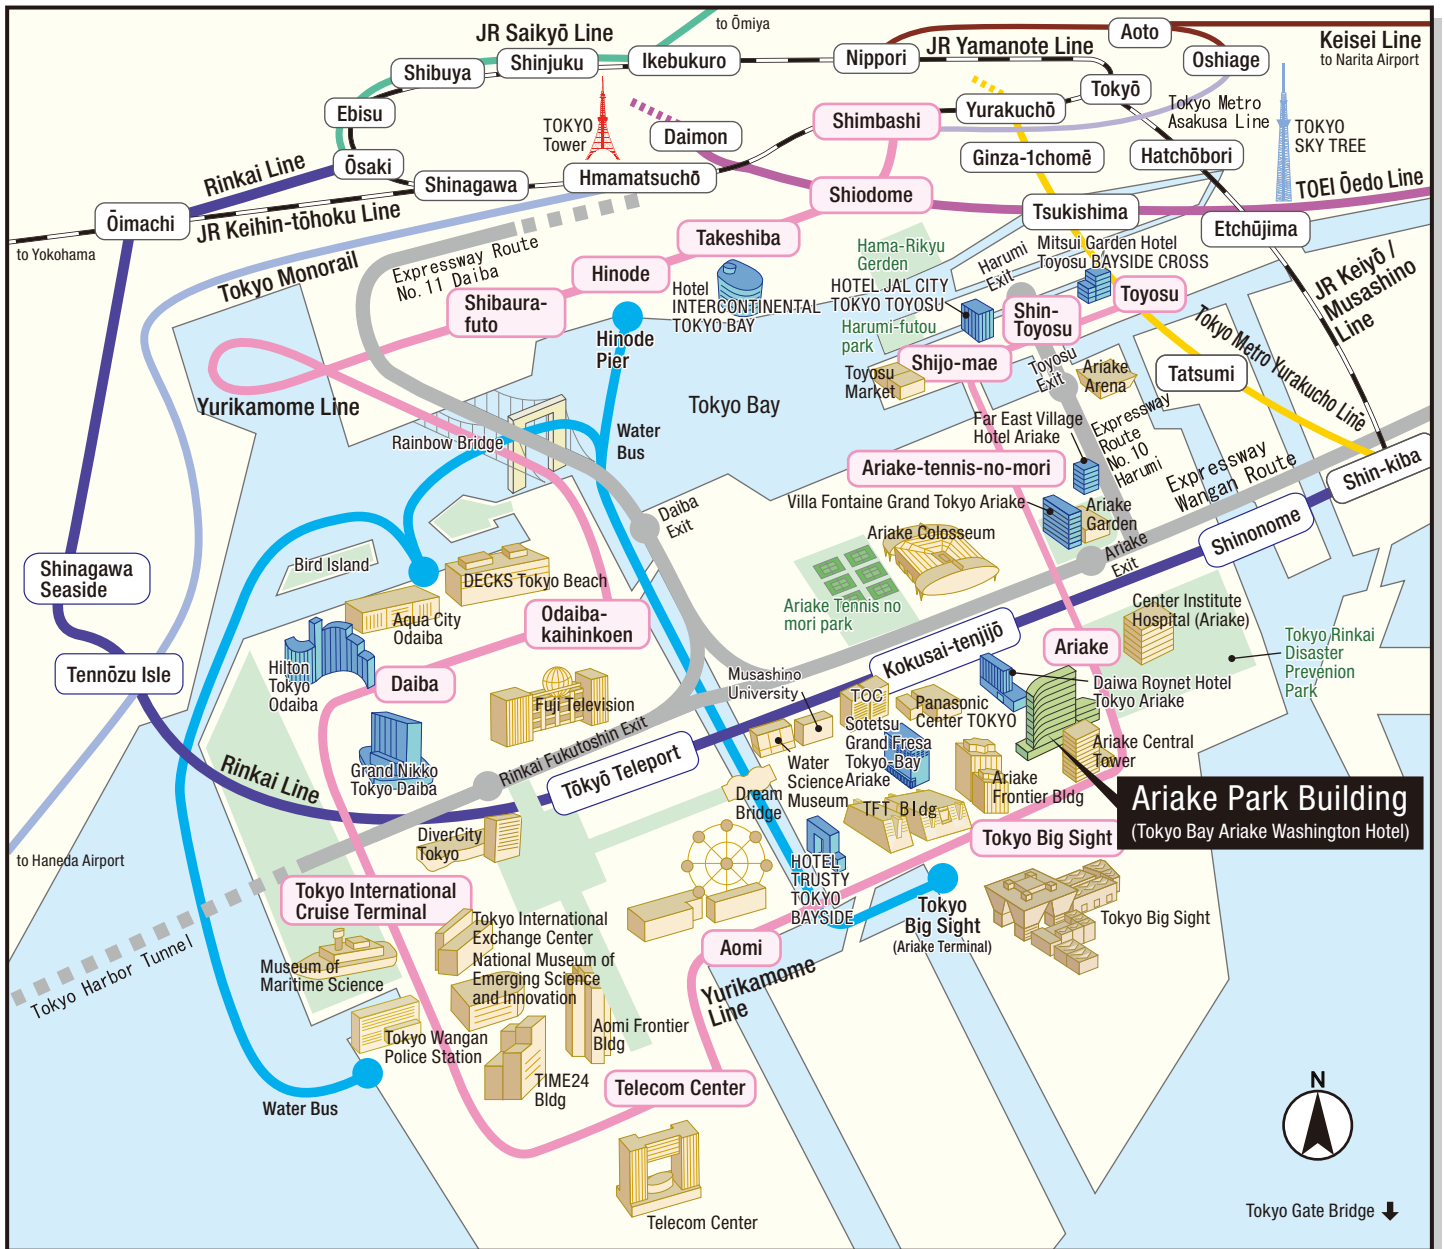 to Ōmiya
JR Saikyō Line
Shibuya
Shinjuku
Ikebukuro
Nippori
JR Yamanote Line
Aoto
Keisei Line
to Narita Airport
Oshiage
Ebisu
TOKYO
Tower
Daimon
Shimbashi
Yurakuchō
Tokyō
Tokyo Metro
Asakusa Line
TOKYO
SKY TREE
Rinkai Line
Ōsaki
Shinagawa
Hmamatsuchō
Ginza-1chomē
Hatchōbori
TOEI Ōedo Line
Ōimachi
JR Keihin-tōhoku Line
to Yokohama
Shiodome
Tsukishima
Etchūjima
Takeshiba
Hinode
Shibaura-
futo
Tokyo Monorail
Expressway Route
No.11 Daiba
Hama-Rikyu
Garden
Harumi
Exit
Mitsui Garden Hotel
Toyosu BAYSIDE CROSS
HOTEL JAL CITY
TOKYO TOYOSU
Toyosu
Shin-
Toyosu
JR Keiyō /
Musashino
Line
Hotel
INTERCONTINENTAL
TOKYO BAY
Hinode
Pier
Harumi-futou
park
Shijo-mae
Toyosu
Market
Toyosu
Exit
Ariake
Arena
Tokyo Metro Yurakucho Line
Tatsumi
Yurikamome Line
Tokyo Bay
Rainbow Bridge
Water
Bus
Far East Village
Hotel Ariake
Expressway
Route
No.10
Harumi
Expressway
Wangan Route
Shin-kiba
Ariake-tennis-no-mori
Villa Fontaine Grand Tokyo Ariake
Ariake
Garden
Daiba
Exit
Ariake Colosseum
Ariake
Exit
Shinonome
Shinagawa
Seaside
Bird Island
DECKS Tokyo Beach
Aqua City
Odaiba
Odaiba-
kaihinkoen
Ariake Tennis no
mori park
Kokusai-tenjijō
Center Institute
Hospital (Ariake)
Ariake
Tokyo Rinkai
Disaster
Prevenion
Park
Tennōzu Isle
Hilton
Tokyo
Odaiba
Daiba
Fuji Television
Musashino
University
TOC
Panasonic
Center TOKYO
Daiwa Roynet Hotel
Tokyo Ariake
Sotetsu
Grand Fresa
Tokyo-Bay
Ariake
Ariake Central
Tower
Rinkai Line
Grand Nikko
Tokyo Daiba
Rinkai Fukutoshin Exit
Tōkyō Teleport
Water
Science
Museum
Dream
Bridge
Ariake
Frontier Bldg
Ariake Park Building
(Tokyo Bay Ariake Washington Hotel)
TFT Bldg
Tokyo Big Sight
to Haneda Airport
DiverCity
Tokyo
HOTEL
TRUSTY
TOKYO
BAYSIDE
Tokyo International
Cruise Terminal
Tokyo
Big Sight
(Ariake Terminal)
Tokyo Big Sight
Tokyo International
Exchange Center
Aomi
Tokyo Harbor Tunnel
Museum of
Maritime Science
National Museum of
Emerging Science
and Innovation
Yurikamome
Line
Tokyo Wangan
Police Station
Aomi Frontier
Bldg
TIME24
Bldg
Telecom Center
Water Bus
N
Telecom Center
Tokyo Gate Bridge